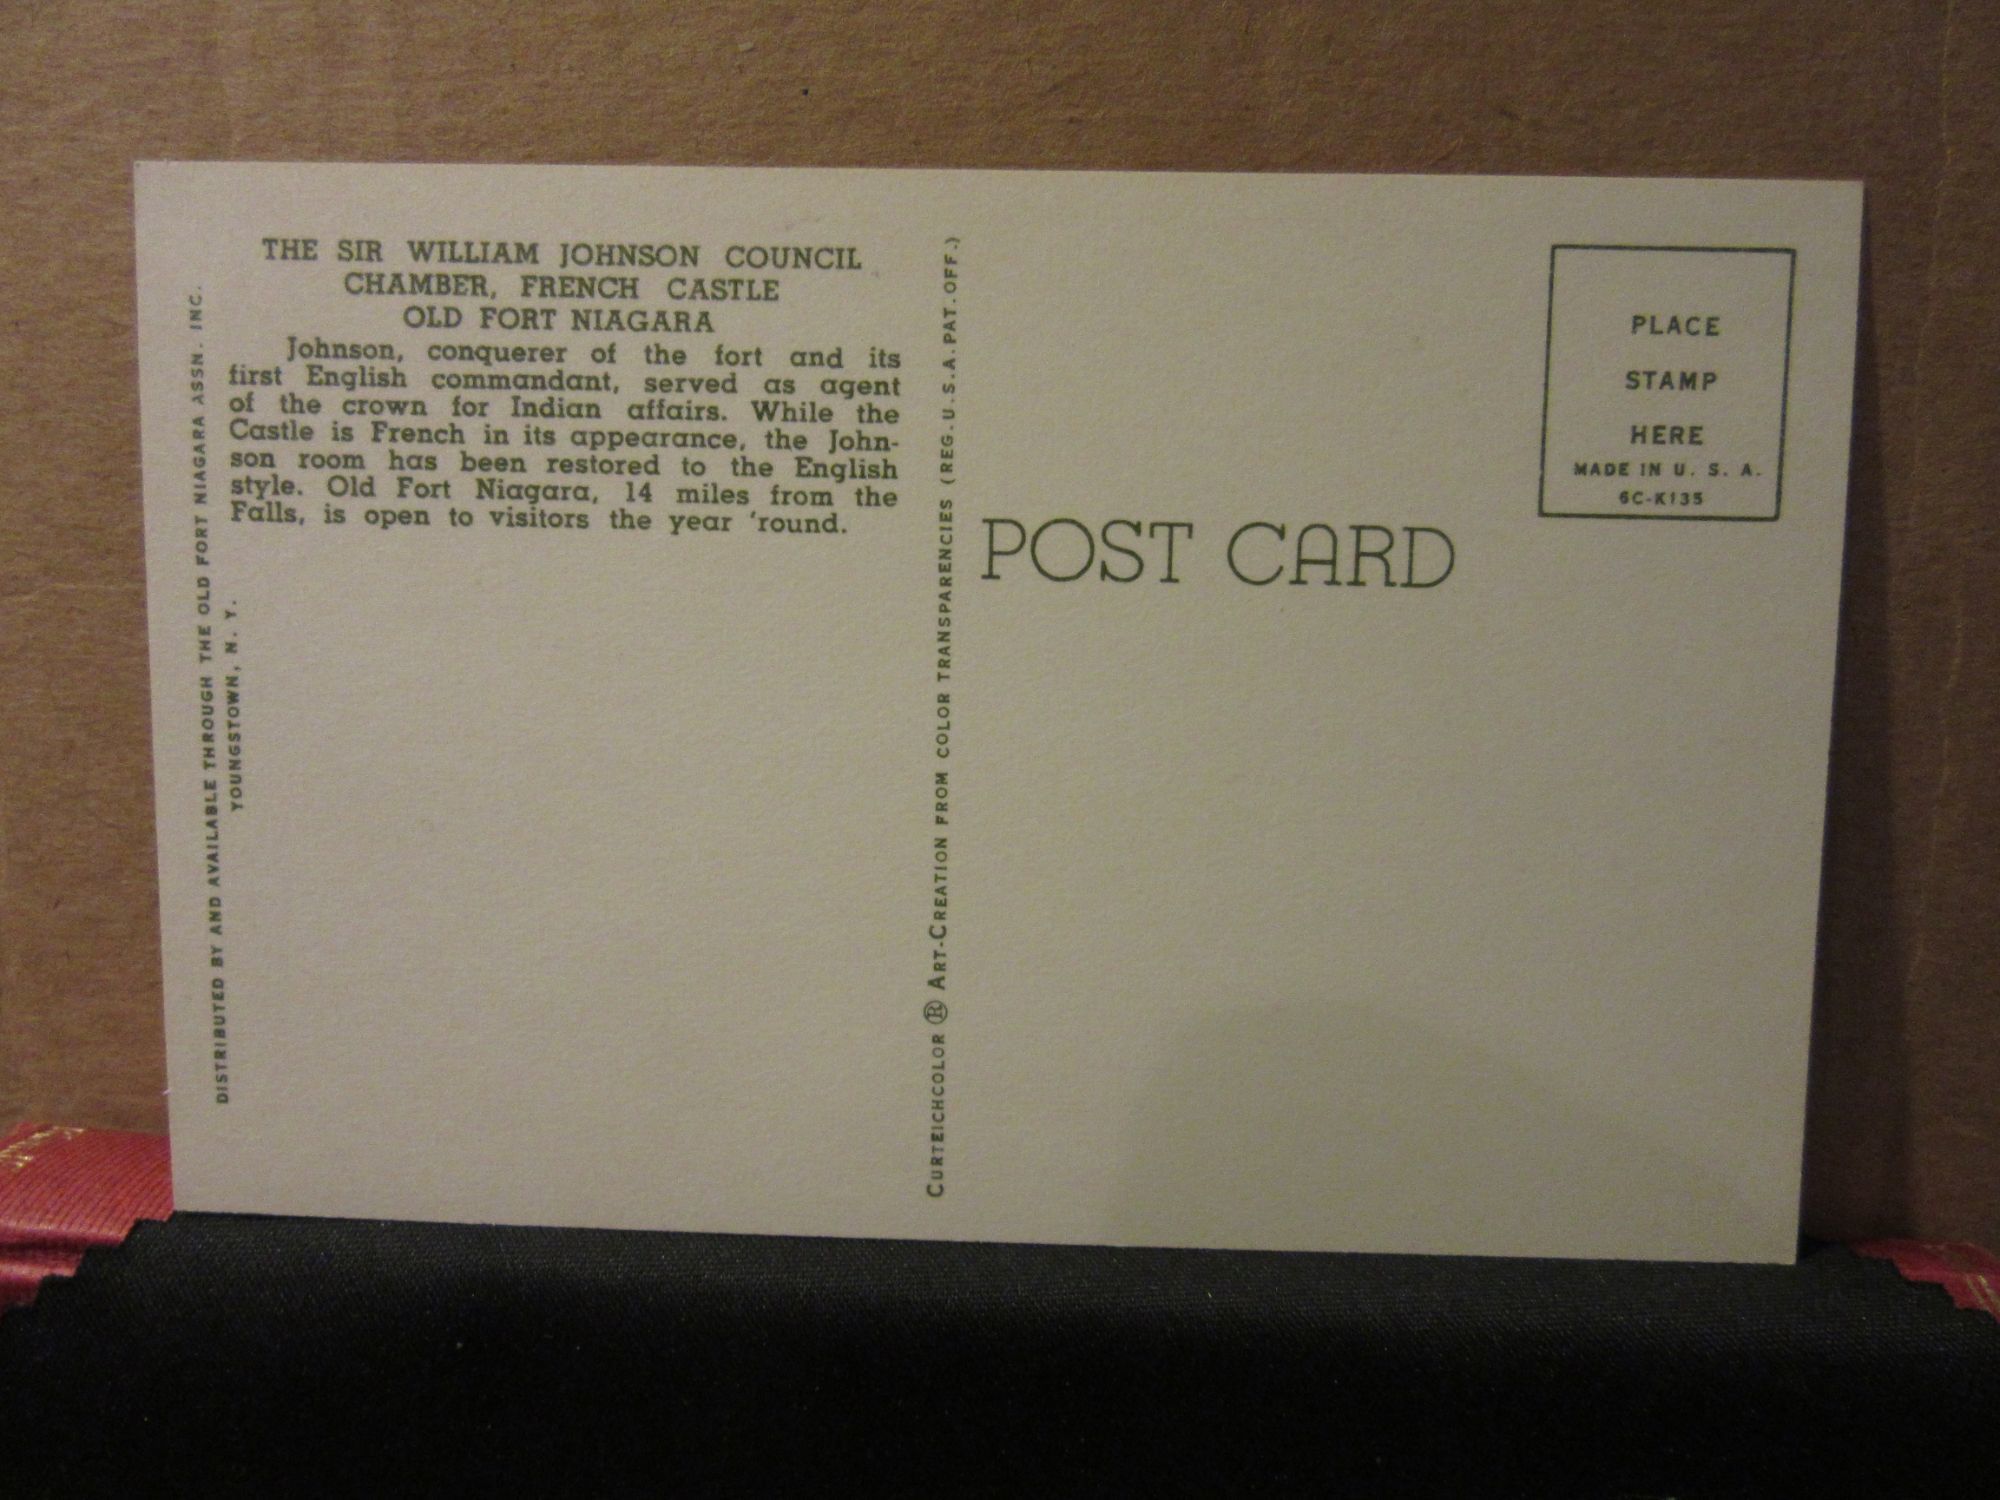 THE SIR WILLIAM JOHNSON COUNCIL
CHAMBER, FRENCH CASTLE
OLD FORT NIAGARA
Johnson, conquerer of the fort and its
first English commandant, served as agent
of the crown for Indian affairs. While the
Castle is French in its appearance, the John-
son room has been restored to the English
style. Old Fort Niagara, 14 miles from the
Falls, is open to visitors the year 'round.
DISTRIBUTED BY AND AVAILABLE THROUGH THE OLD FORT NIAGARA ASSN. INC.
YOUNGSTOWN, N. Y.
CURTEICHCOLOR ® ART-CREATION FROM COLOR TRANSPARENCIES (REG.U.S.A.PAT.OFF.)
POST CARD
PLACE
STAMP
HERE
MADE IN U. S. A.
6C-K135